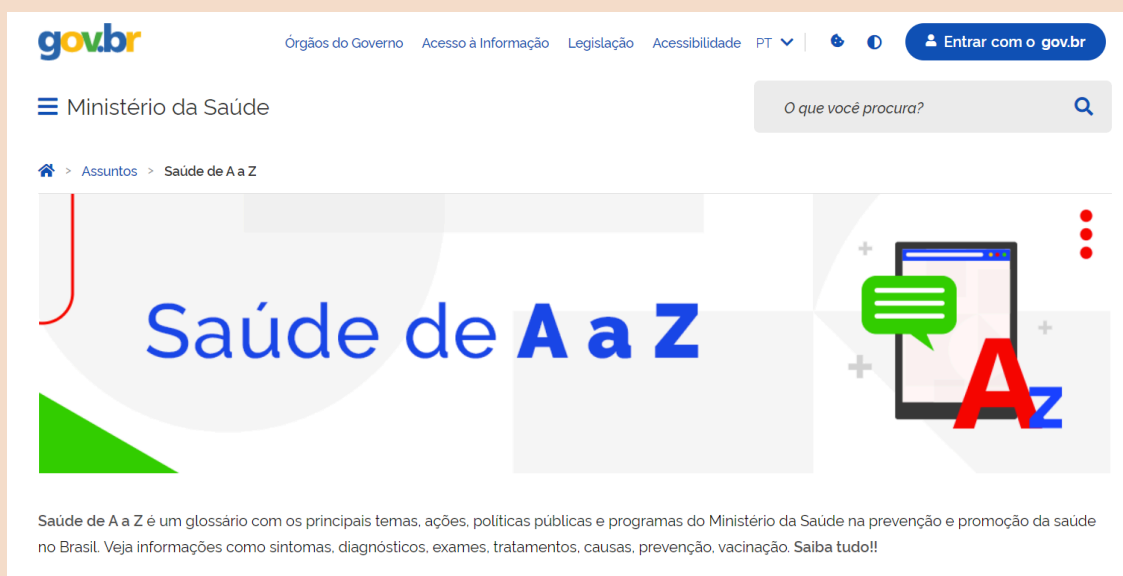 gov.br
Órgãos do Governo Acesso à Informação Legislação Acessibilidade PT Entrar com o gov.br
Ministério da Saúde
O que você procura?
> Assuntos > Saúde de A a Z
Saúde de A a Z
A z
Saúde de A a Z é um glossário com os principais temas, ações, políticas públicas e programas do Ministério da Saúde na prevenção e promoção da saúde
no Brasil. Veja informações como sintomas, diagnósticos, exames, tratamentos, causas, prevenção, vacinação. Saiba tudo!!